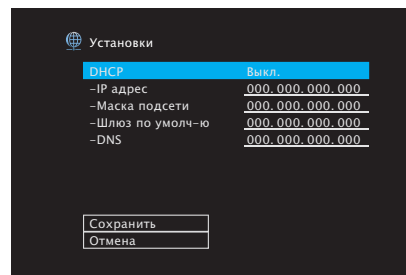 Установки
DHCP Выкл.
-IP адрес 000.000.000.000
-Маска подсети 000.000.000.000
-Шлюз по умолч-ю 000.000.000.000
-DNS 000.000.000.000
Сохранить
Отмена